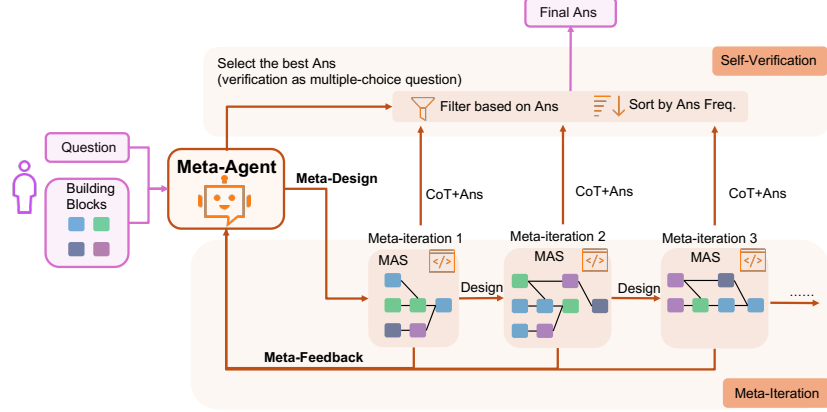 Final Ans
Select the best Ans
(verification as multiple-choice question)
Self-Verification
Filter based on Ans
Sort by Ans Freq.
Question
Building
Blocks
Meta-Agent
Meta-Design
CoT+Ans
CoT+Ans
CoT+Ans
Meta-iteration 1
Meta-iteration 2
Meta-iteration 3
MAS
</>
MAS
</>
MAS
</>
Design
Design
......
Meta-Feedback
Meta-Iteration